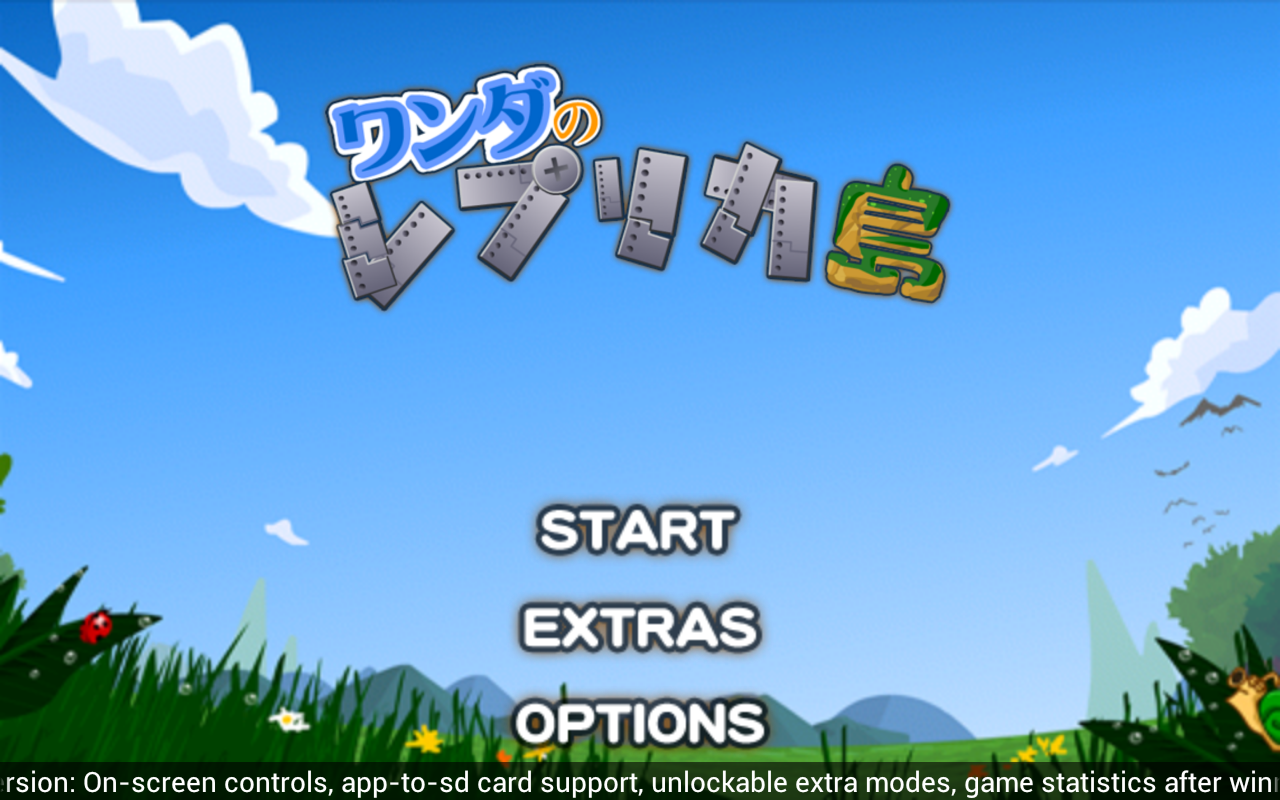 ワンダの
レプリカ島
START
EXTRAS
OPTIONS
rsion: On-screen controls, app-to-sd card support, unlockable extra modes, game statistics after win